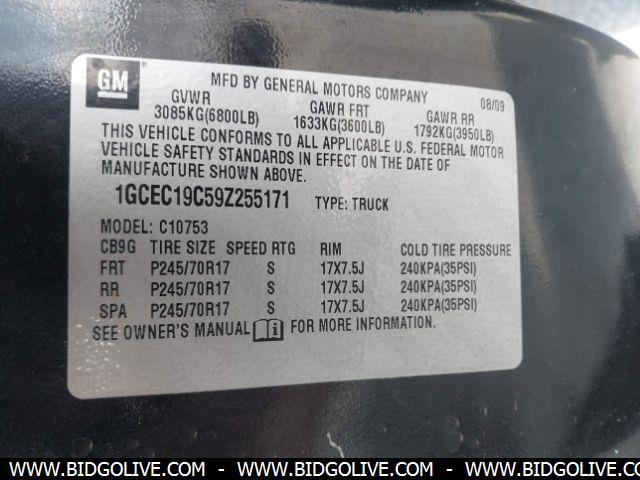 GM ®
MFD BY GENERAL MOTORS COMPANY 08/09
GVWR GAWR FRT GAWR RR
3085KG(6800LB) 1633KG(3600LB) 1792KG(3950LB)
THIS VEHICLE CONFORMS TO ALL APPLICABLE U.S. FEDERAL MOTOR
VEHICLE SAFETY STANDARDS IN EFFECT ON THE DATE OF
MANUFACTURE SHOWN ABOVE.
1GCEC19C59Z255171 TYPE: TRUCK
MODEL: C10753
CB9G TIRE SIZE SPEED RTG RIM COLD TIRE PRESSURE
FRT P245/70R17 S 17X7.5J 240KPA(35PSI)
RR P245/70R17 S 17X7.5J 240KPA(35PSI)
SPA P245/70R17 S 17X7.5J 240KPA(35PSI)
SEE OWNER'S MANUAL FOR MORE INFORMATION.
WWW.BIDGOLIVE.COM - WWW.BIDGOLIVE.COM - WWW.BIDGOLIVE.COM - WWW.BIDGOLIVE.COM